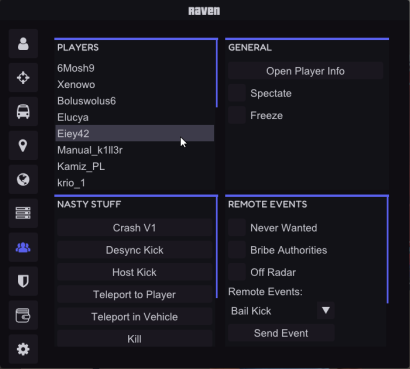 Raven
PLAYERS
6Mosh9
Xenowo
Boluswolus6
Elucya
Eiey42
Manual_k1ll3r
Kamiz_PL
krio_1
GENERAL
Open Player Info
Spectate
Freeze
NASTY STUFF
Crash V1
Desync Kick
Host Kick
Teleport to Player
Teleport in Vehicle
Kill
REMOTE EVENTS
Never Wanted
Bribe Authorities
Off Radar
Remote Events:
Bail Kick
Send Event